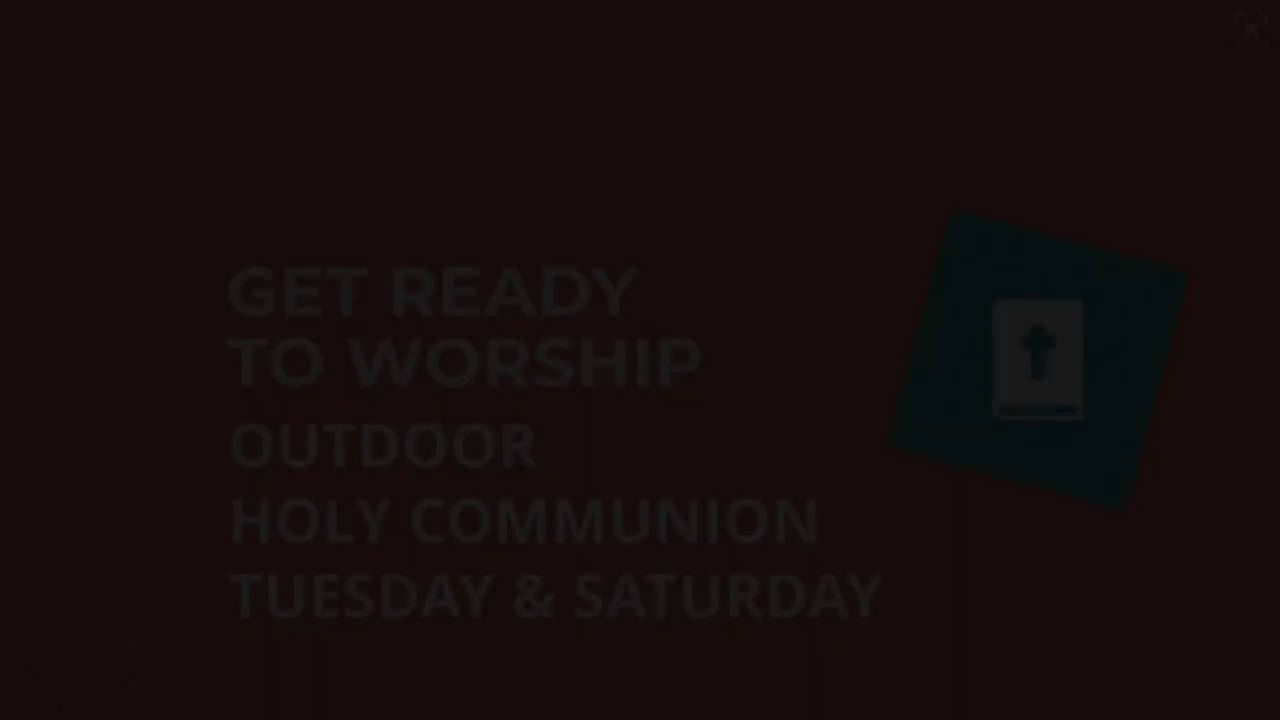 GET READY
TO WORSHIP
OUTDOOR
HOLY COMMUNION
TUESDAY & SATURDAY